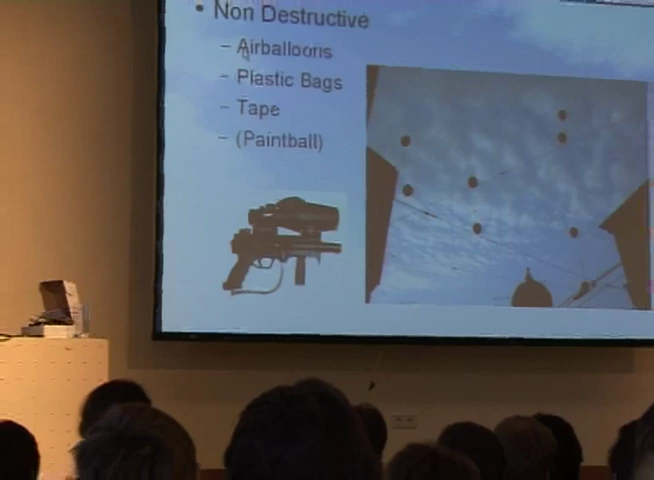 • Non Destructive
– Airballoons
– Plastic Bags
– Tape
– (Paintball)